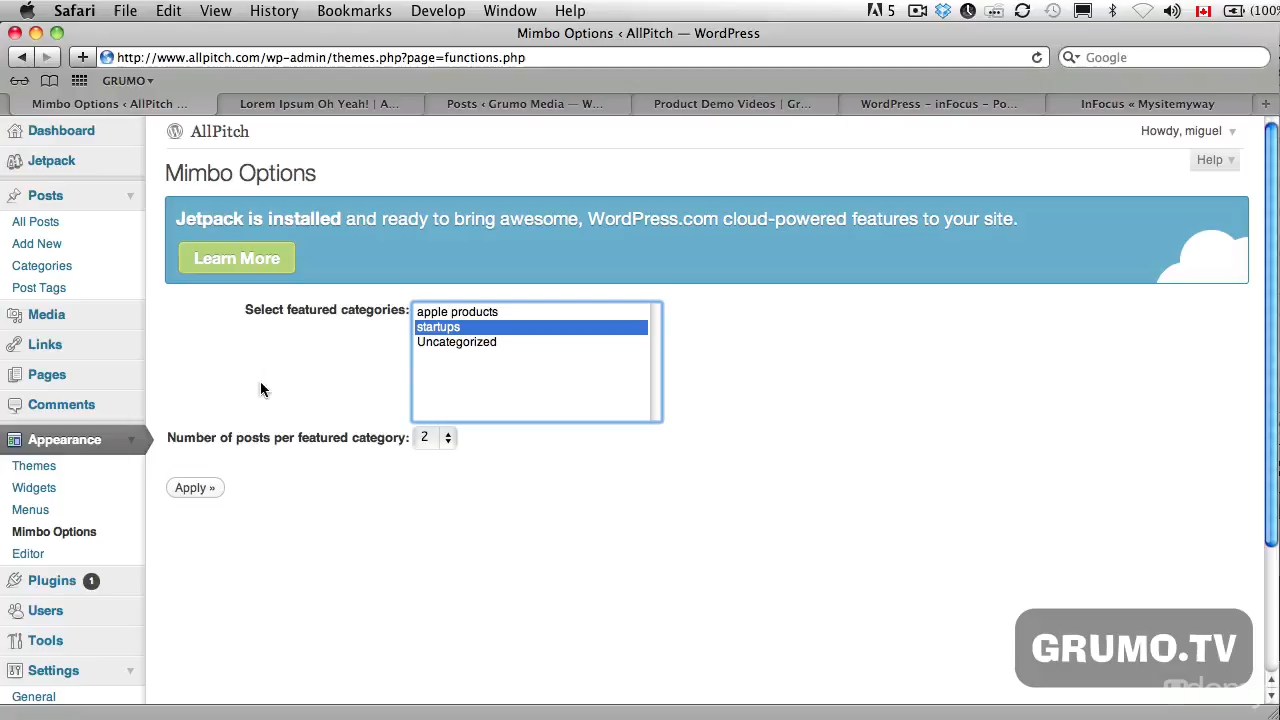 Safari File Edit View History Bookmarks Develop Window Help 5 (100%
Mimbo Options ‹ AllPitch — WordPress
http://www.allpitch.com/wp-admin/themes.php?page=functions.php
Google
GRUMO▾
Mimbo Options ‹ AllPitch ...
Lorem Ipsum Oh Yeah! | A...
Posts ‹ Grumo Media — W...
Product Demo Videos | Gr...
WordPress – inFocus – Po...
InFocus « Mysitemyway
Dashboard
Jetpack
Posts
All Posts
Add New
Categories
Post Tags
Media
Links
Pages
Comments
Appearance
Themes
Widgets
Menus
Mimbo Options
Editor
Plugins 1
Users
Tools
Settings
General
AllPitch
Howdy, miguel
Help
Mimbo Options
Jetpack is installed and ready to bring awesome, WordPress.com cloud-powered features to your site.
Learn More
Select featured categories:
apple products
startups
Uncategorized
Number of posts per featured category: 2
Apply »
GRUMO.TV